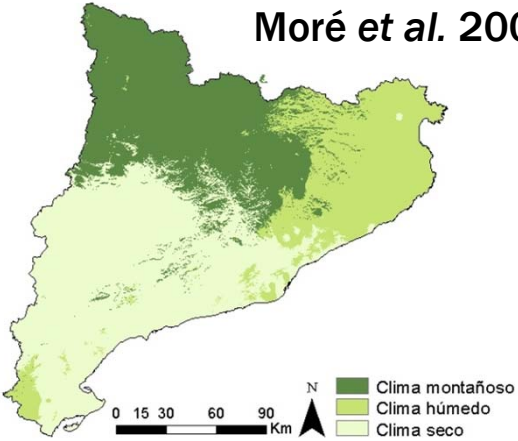 Moré et al. 200
N
Clima montañoso
Clima húmedo
Clima seco
0 15 30 60 90
Km